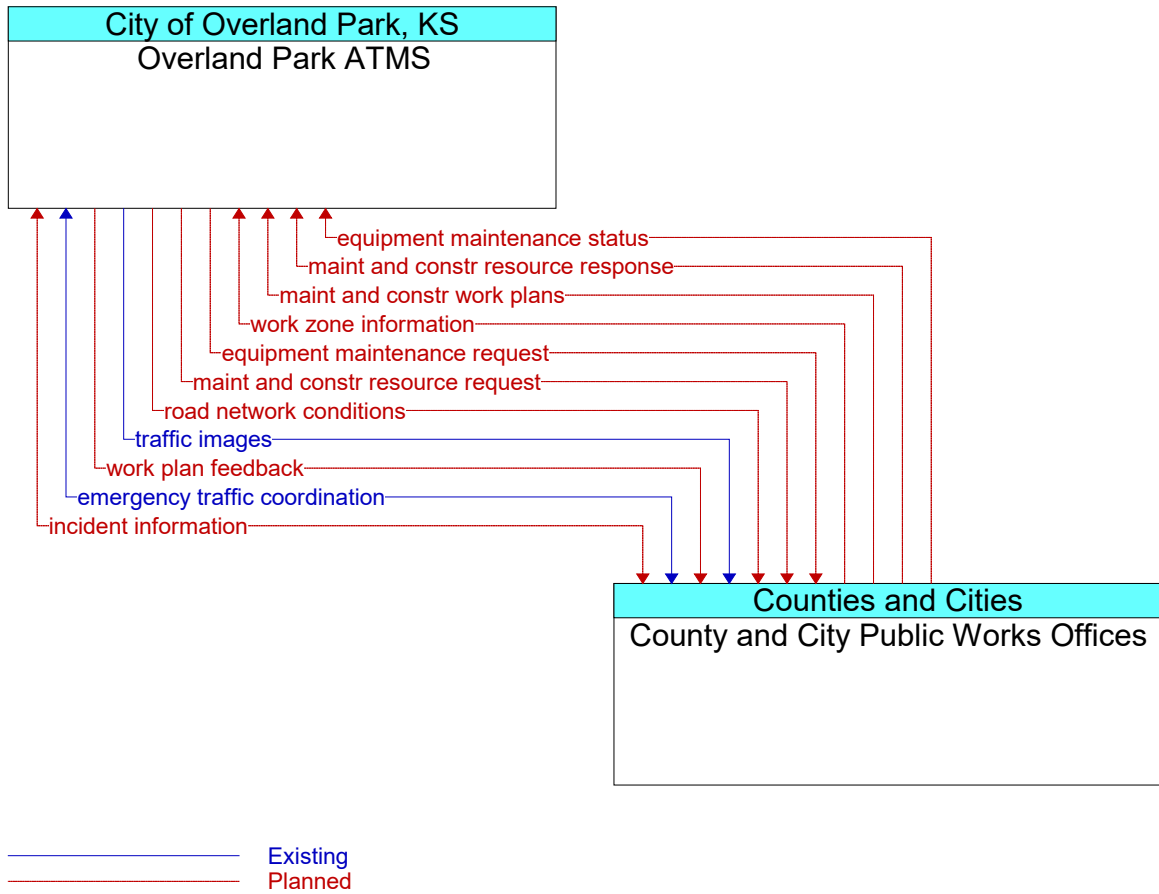 City of Overland Park, KS
Overland Park ATMS
equipment maintenance status
maint and constr resource response
maint and constr work plans
work zone information
equipment maintenance request
maint and constr resource request
road network conditions
traffic images
work plan feedback
emergency traffic coordination
incident information
Counties and Cities
County and City Public Works Offices
Existing
Planned